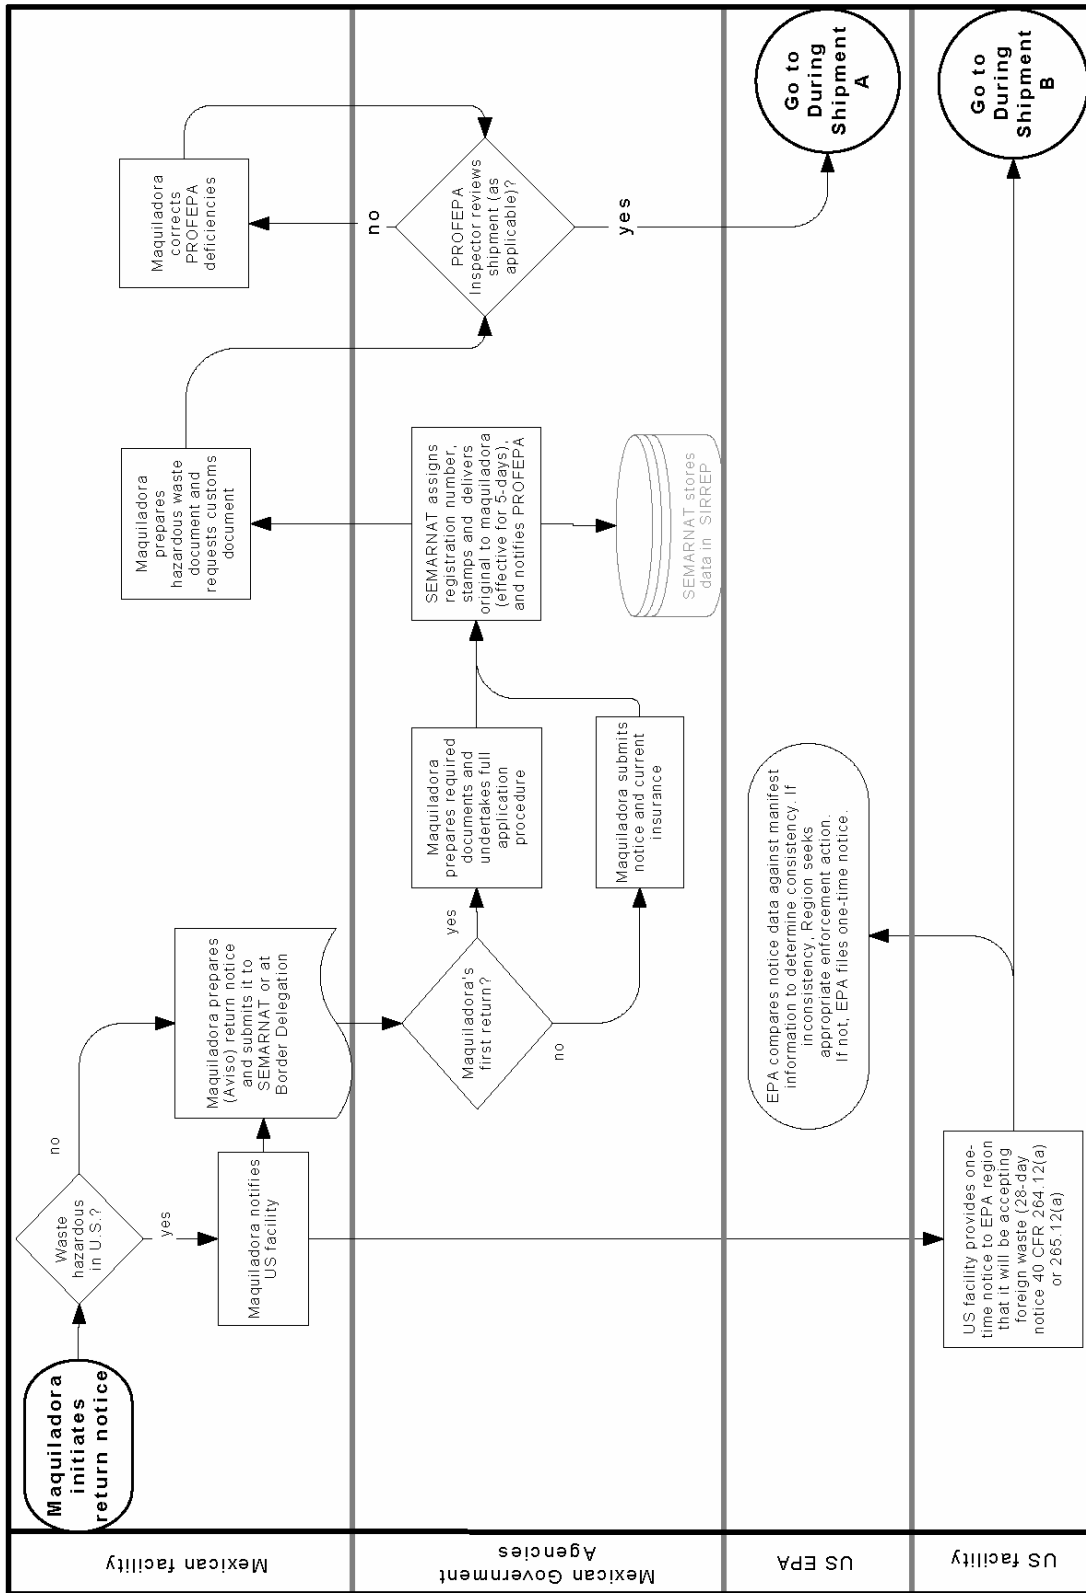 Mexican facility
Maquiladora
initiates
return notice
Waste
hazardous
in U.S.?
no
yes
Maquiladora notifies
US facility
Maquiladora prepares
(Aviso) return notice
and submits it to
SEMARNAT or at
Border Delegation
Maquiladora
prepares
hazardous waste
document and
requests customs
document
Maquiladora
corrects
PROFEPA
deficiencies
Mexican Government
Agencies
Maquiladora's
first return?
yes
no
Maquiladora
prepares required
documents and
undertakes full
application
procedure
Maquiladora submits
notice and current
insurance
SEMARNAT assigns
registration number,
stamps and delivers
original to maquiladora
(effective for 5-days),
and notifies PROFEPA
SEMARNAT stores
data in SIRREP
PROFEPA
Inspector reviews
shipment (as
applicable)?
no
yes
US EPA
EPA compares notice data against manifest
information to determine consistency. If
inconsistency, Region seeks
appropriate enforcement action.
If not, EPA files one-time notice.
Go to
During
Shipment
A
US facility
US facility provides one-
time notice to EPA region
that it will be accepting
foreign waste (28-day
notice 40 CFR 264.12(a)
or 265.12(a)
Go to
During
Shipment
B